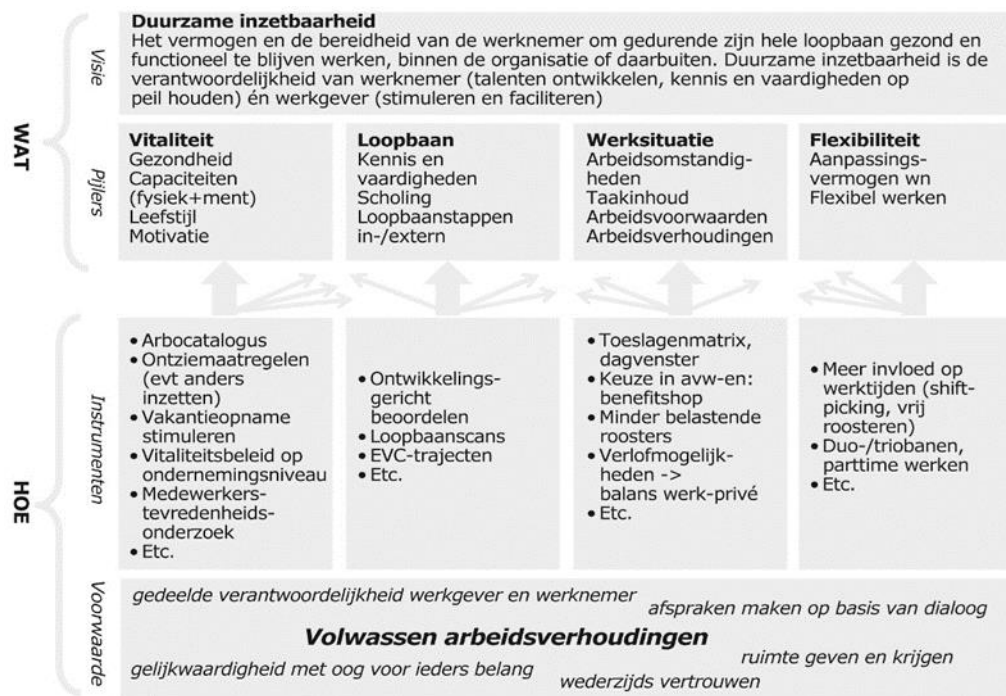 WAT
Visie
Duurzame inzetbaarheid
Het vermogen en de bereidheid van de werknemer om gedurende zijn hele loopbaan gezond en
functioneel te blijven werken, binnen de organisatie of daarbuiten. Duurzame inzetbaarheid is de
verantwoordelijkheid van werknemer (talenten ontwikkelen, kennis en vaardigheden op
peil houden) én werkgever (stimuleren en faciliteren)
Pijlers
Vitaliteit
Gezondheid
Capaciteiten
(fysiek+ment)
Leefstijl
Motivatie
Loopbaan
Kennis en
vaardigheden
Scholing
Loopbaanstappen
in-/extern
Werksituatie
Arbeidsomstandig-
heden
Taakinhoud
Arbeidsvoorwaarden
Arbeidsverhoudingen
Flexibiliteit
Aanpassings-
vermogen wn
Flexibel werken
HOE
Instrumenten
• Arbocatalogus
• Ontziemaatregelen
(evt anders
inzetten)
• Vakantieopname
stimuleren
• Vitaliteitsbeleid op
ondernemingsniveau
• Medewerkers-
tevredenheids-
onderzoek
• Etc.
• Ontwikkelings-
gericht
beoordelen
• Loopbaanscans
• EVC-trajecten
• Etc.
• Toeslagenmatrix,
dagvenster
• Keuze in avw-en:
benefitshop
• Minder belastende
roosters
• Verlofmogelijk-
heden ->
balans werk-privé
• Etc.
• Meer invloed op
werktijden (shift-
picking, vrij
roosteren)
• Duo-/triobanen,
parttime werken
• Etc.
Voorwaarde
gedeelde verantwoordelijkheid werkgever en werknemer
afspraken maken op basis van dialoog
Volwassen arbeidsverhoudingen
ruimte geven en krijgen
gelijkwaardigheid met oog voor ieders belang
wederzijds vertrouwen